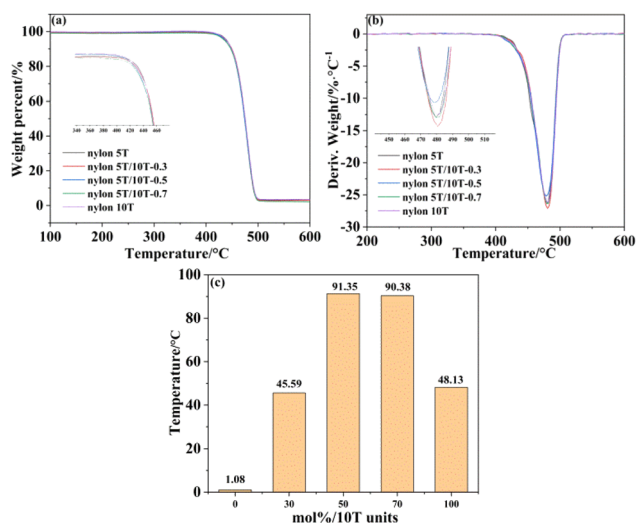 (a)
100
80
60
40
20
0
Weight percent/%
340 360 380 400 420 440 460
nylon 5T
nylon 5T/10T-0.3
nylon 5T/10T-0.5
nylon 5T/10T-0.7
nylon 10T
100 200 300 400 500 600
Temperature/°C
(b)
0
-5
-10
-15
-20
-25
-30
Deriv. Weight/%·°C⁻¹
450 460 470 480 490 500 510
nylon 5T
nylon 5T/10T-0.3
nylon 5T/10T-0.5
nylon 5T/10T-0.7
nylon 10T
200 300 400 500 600
Temperature/°C
(c)
100
80
60
40
20
0
Temperature/°C
1.08
45.59
91.35
90.38
48.13
0 30 50 70 100
mol%/10T units